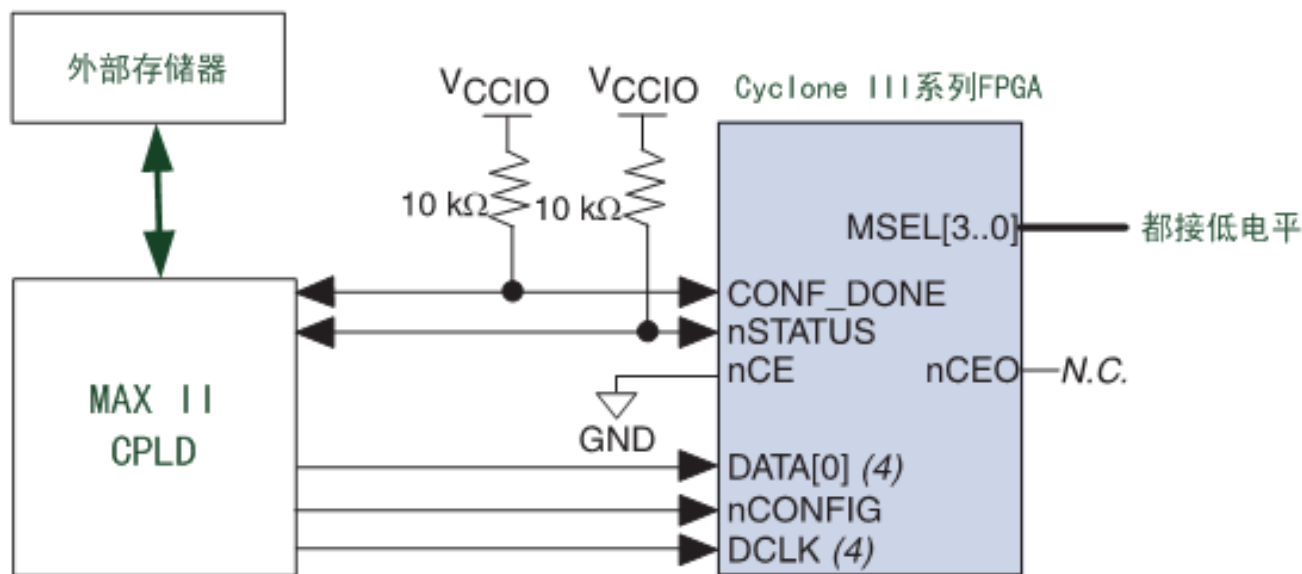 外部存储器
VCCIO
VCCIO
Cyclone III系列FPGA
10 kΩ
10 kΩ
MSEL[3..0]
都接低电平
CONF_DONE
nSTATUS
nCE
nCEO
N.C.
MAX II
CPLD
GND
DATA[0] (4)
nCONFIG
DCLK (4)